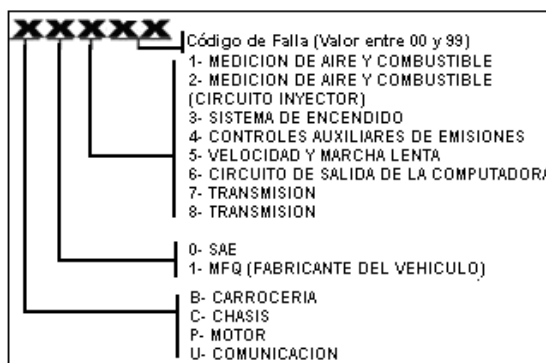 XXXXX
Código de Falla (Valor entre 00 y 99)
1- MEDICION DE AIRE Y COMBUSTIBLE
2- MEDICION DE AIRE Y COMBUSTIBLE
(CIRCUITO INYECTOR)
3- SISTEMA DE ENCENDIDO
4- CONTROLES AUXILIARES DE EMISIONES
5- VELOCIDAD Y MARCHA LENTA
6- CIRCUITO DE SALIDA DE LA COMPUTADORA
7- TRANSMISION
8- TRANSMISION
0- SAE
1- MFQ (FABRICANTE DEL VEHICULO)
B- CARROCERIA
C- CHASIS
P- MOTOR
U- COMUNICACION